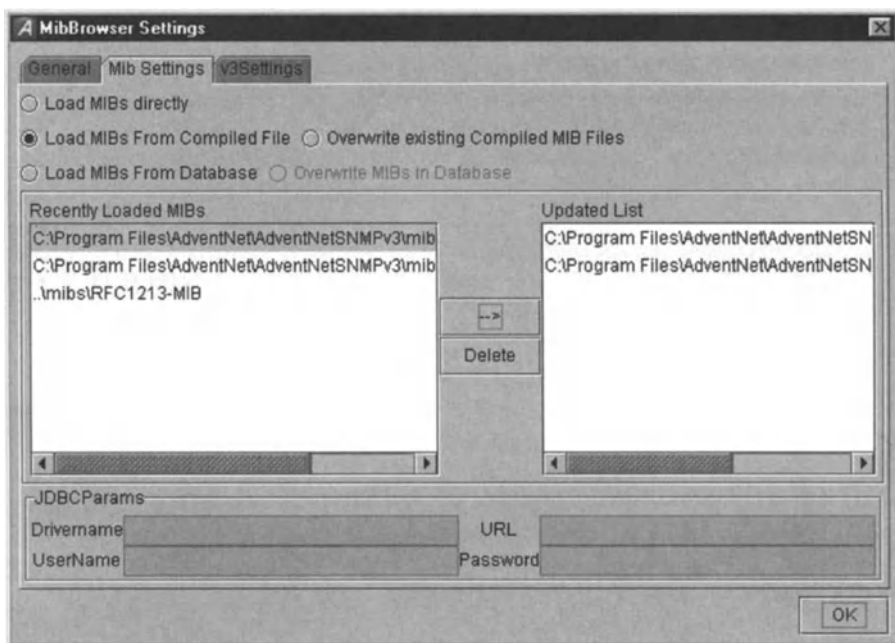 MibBrowser Settings
General Mib Settings v3Settings
Load MIBs directly
Load MIBs From Compiled File Overwrite existing Compiled MIB Files
Load MIBs From Database Overwrite MIBs in Database
Recently Loaded MIBs Updated List
C:\Program Files\AdventNet\AdventNetSNMPv3\mib C:\Program Files\AdventNet\AdventNetSN
C:\Program Files\AdventNet\AdventNetSNMPv3\mib C:\Program Files\AdventNet\AdventNetSN
..\mibs\RFC1213-MIB
-->
Delete
JDBCParams
Drivername URL
UserName Password
OK